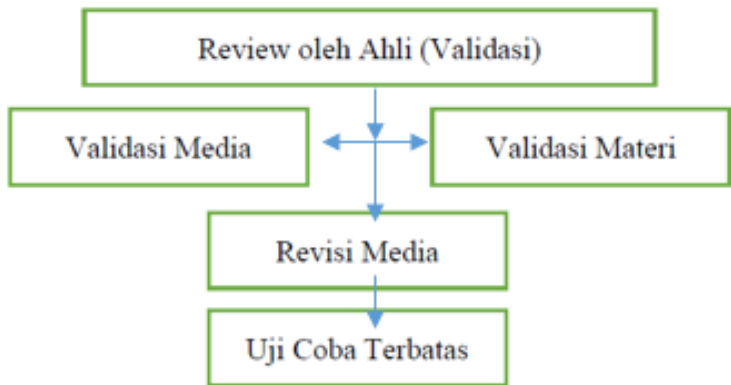 Review oleh Ahli (Validasi)
Validasi Media
Validasi Materi
Revisi Media
Uji Coba Terbatas